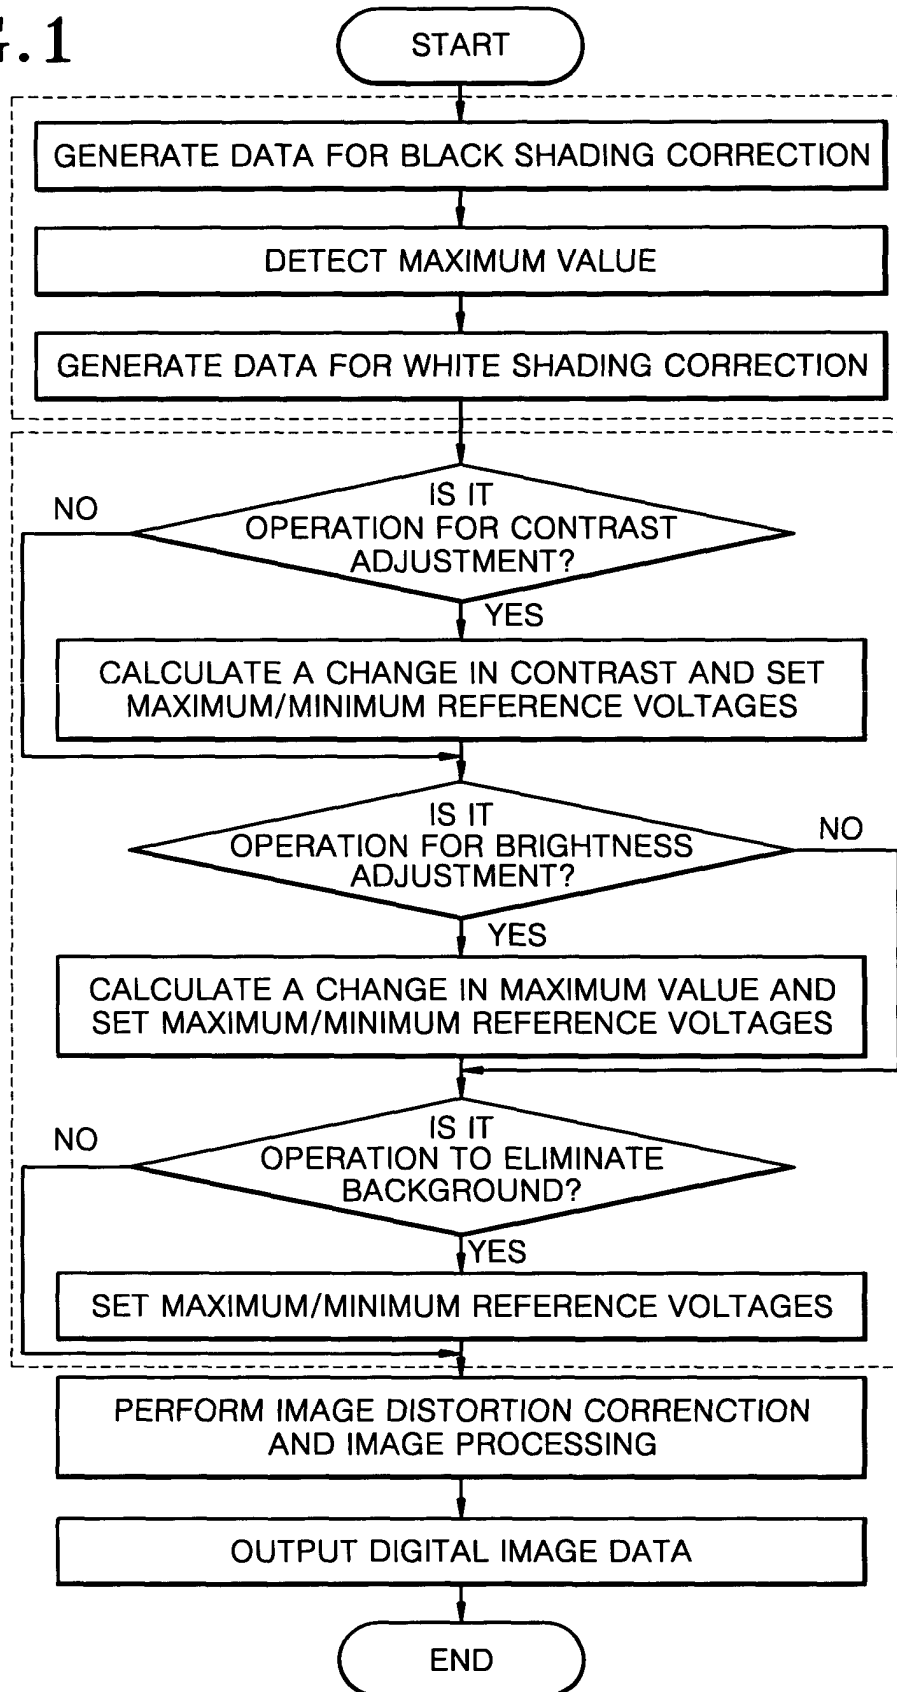 G.1
START
GENERATE DATA FOR BLACK SHADING CORRECTION
DETECT MAXIMUM VALUE
GENERATE DATA FOR WHITE SHADING CORRECTION
IS IT
OPERATION FOR CONTRAST
ADJUSTMENT?
NO
YES
CALCULATE A CHANGE IN CONTRAST AND SET
MAXIMUM/MINIMUM REFERENCE VOLTAGES
IS IT
OPERATION FOR BRIGHTNESS
ADJUSTMENT?
NO
YES
CALCULATE A CHANGE IN MAXIMUM VALUE AND
SET MAXIMUM/MINIMUM REFERENCE VOLTAGES
IS IT
OPERATION TO ELIMINATE
BACKGROUND?
NO
YES
SET MAXIMUM/MINIMUM REFERENCE VOLTAGES
PERFORM IMAGE DISTORTION CORRENCTION
AND IMAGE PROCESSING
OUTPUT DIGITAL IMAGE DATA
END